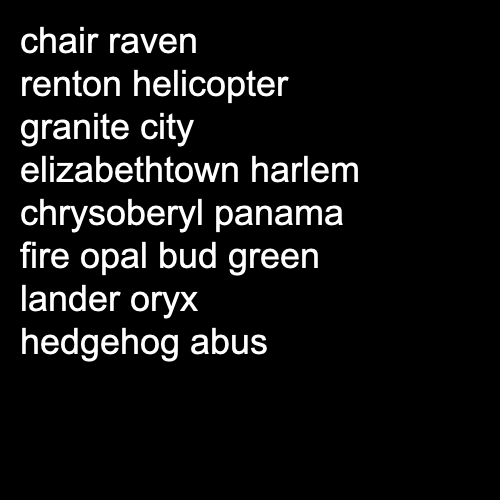 chair raven
renton helicopter
granite city
elizabethtown harlem
chrysoberyl panama
fire opal bud green
lander oryx
hedgehog abus